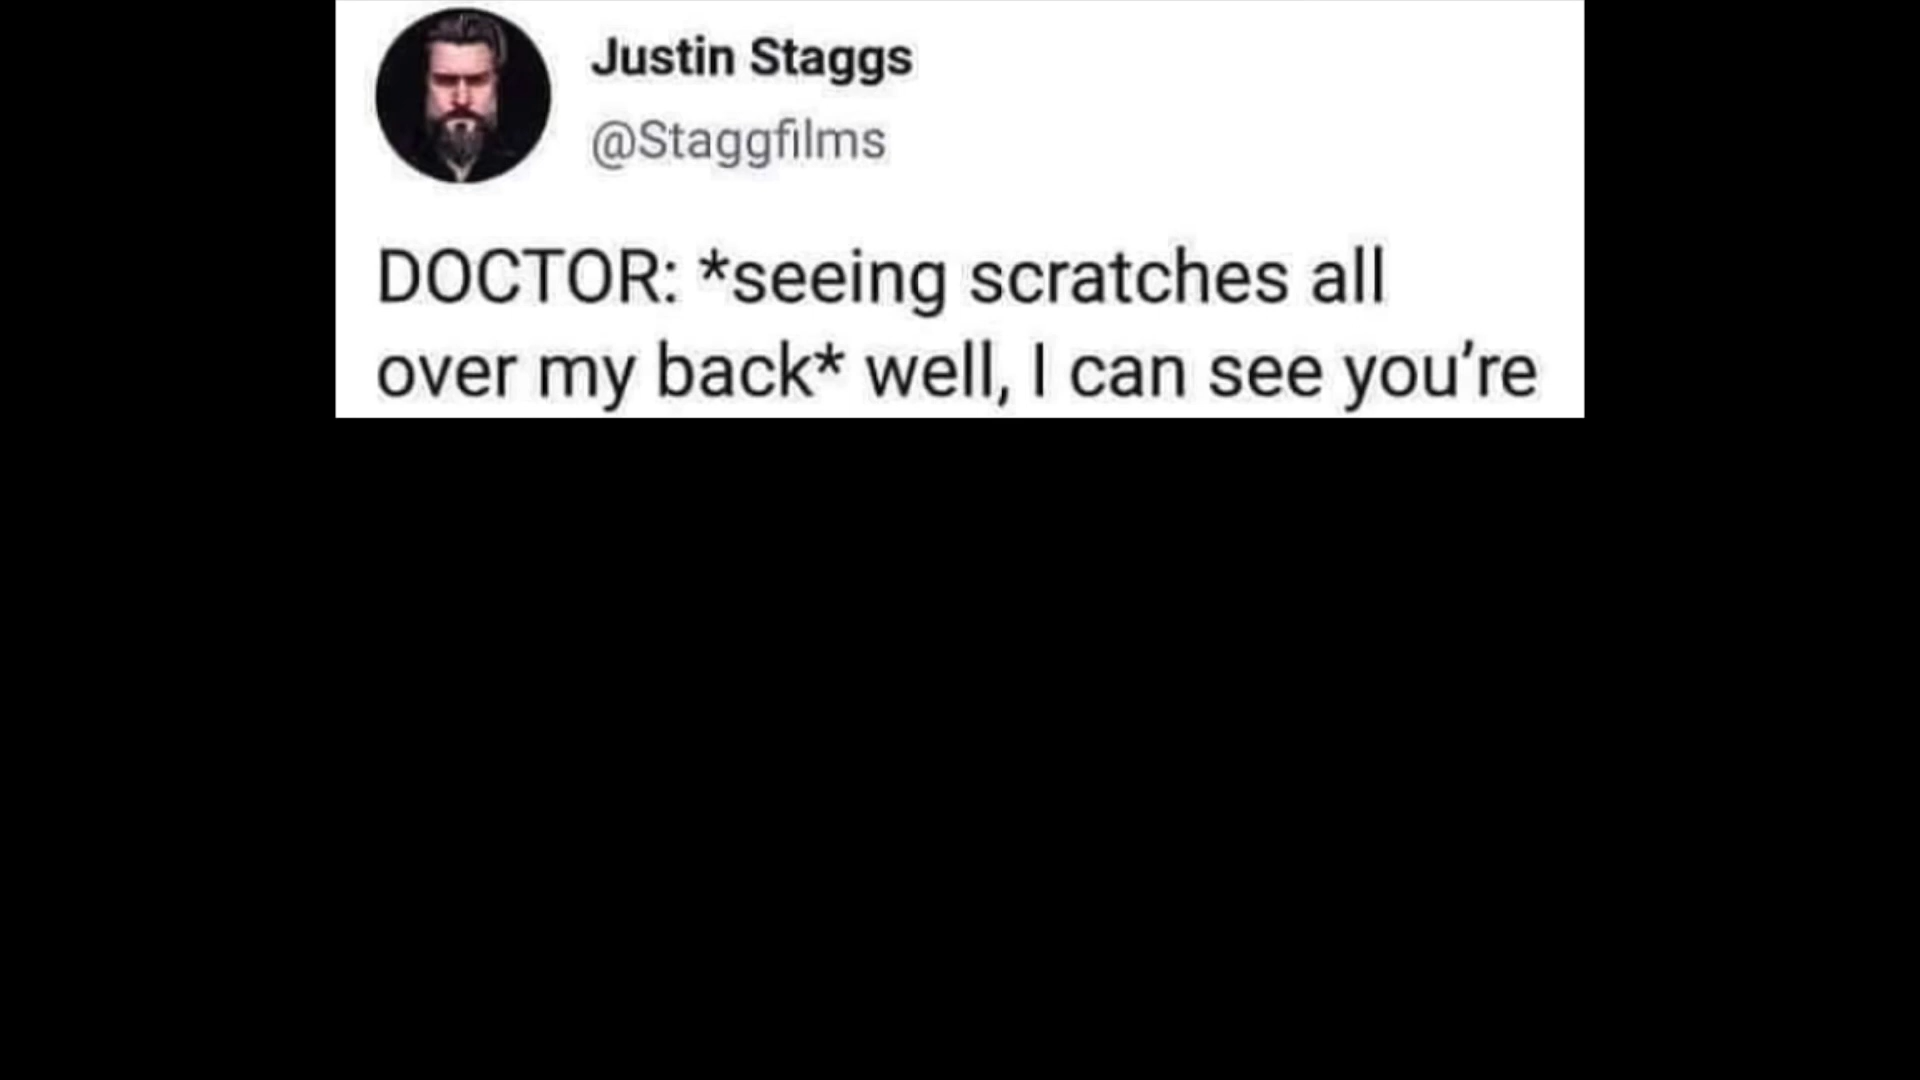 Justin Staggs
@Staggfilms
DOCTOR: *seeing scratches all
over my back* well, I can see you’re